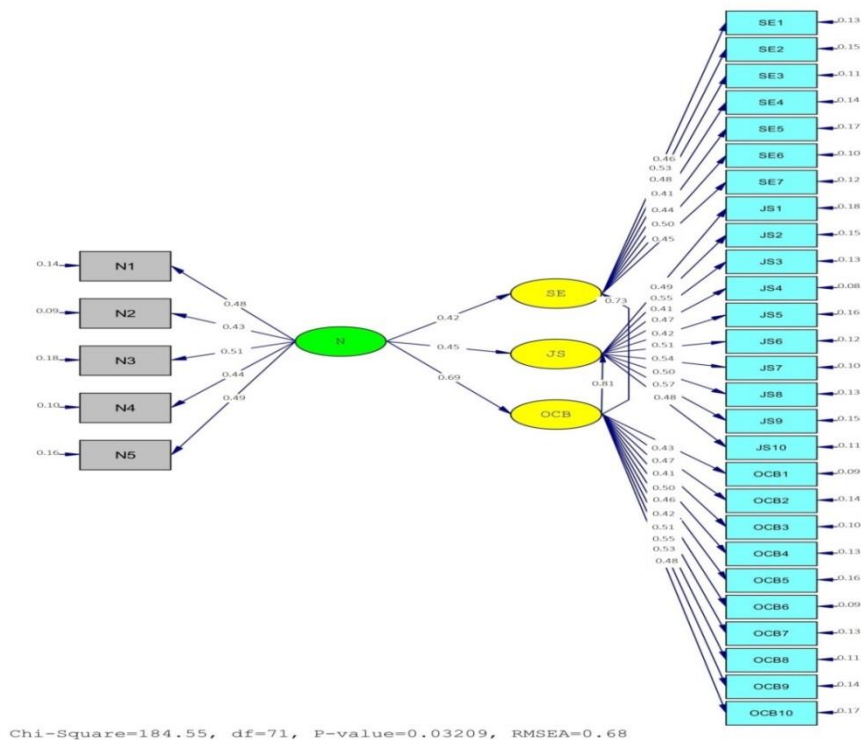 SE1
0.13
SE2
0.15
SE3
0.11
SE4
0.14
SE5
0.17
SE6
0.10
SE7
0.12
JS1
0.18
JS2
0.15
JS3
0.13
JS4
0.08
JS5
0.16
JS6
0.12
JS7
0.10
JS8
0.13
JS9
0.15
JS10
0.11
OCB1
0.09
OCB2
0.14
OCB3
0.10
OCB4
0.13
OCB5
0.16
OCB6
0.09
OCB7
0.13
OCB8
0.11
OCB9
0.14
OCB10
0.17
0.46
0.53
0.48
0.41
0.44
0.50
0.45
0.49
0.55
0.41
0.47
0.42
0.51
0.54
0.50
0.57
0.48
0.43
0.47
0.41
0.50
0.46
0.42
0.51
0.55
0.53
0.48
SE
JS
OCB
0.73
0.81
0.42
0.45
0.69
N
0.48
0.43
0.51
0.44
0.49
0.14
N1
0.09
N2
0.18
N3
0.10
N4
0.16
N5
Chi-Square=184.55, df=71, P-value=0.03209, RMSEA=0.68